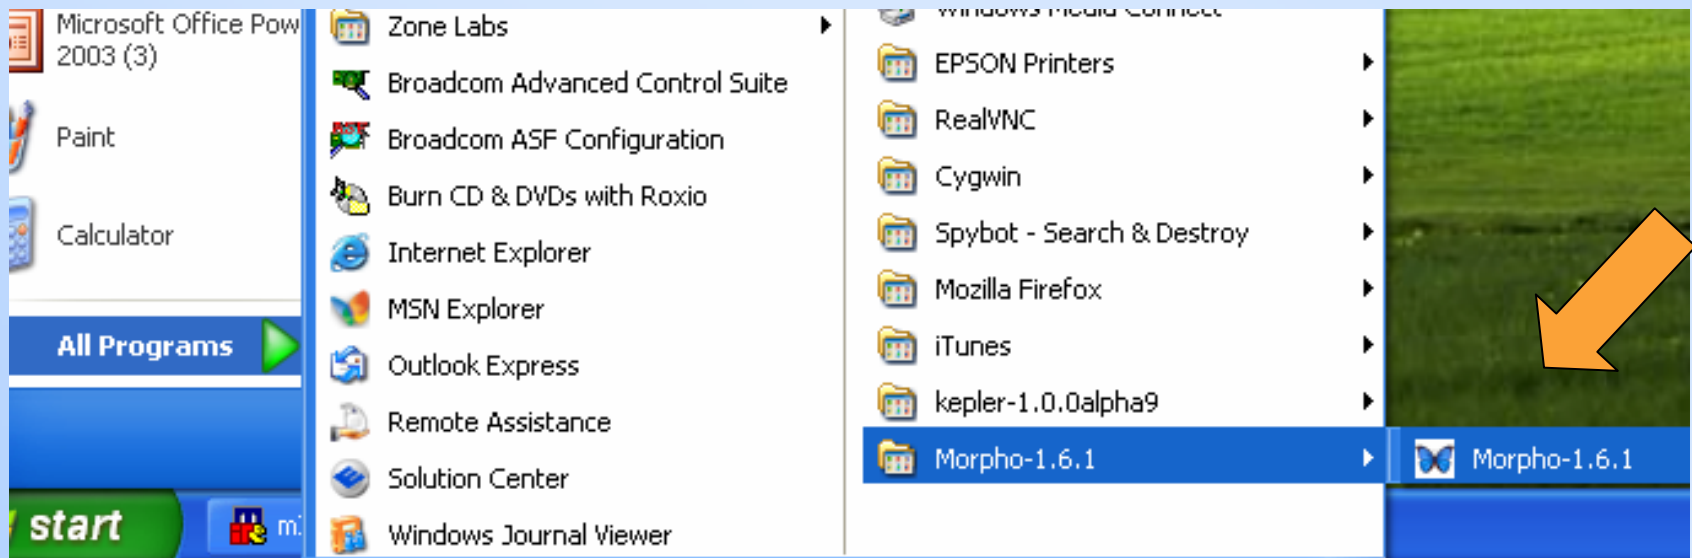 Microsoft Office Pow
2003 (3)
Paint
Calculator
All Programs
start
m
Zone Labs
Broadcom Advanced Control Suite
Broadcom ASF Configuration
Burn CD & DVDs with Roxio
Internet Explorer
MSN Explorer
Outlook Express
Remote Assistance
Solution Center
Windows Journal Viewer
Windows Media Connect
EPSON Printers
RealVNC
Cygwin
Spybot - Search & Destroy
Mozilla Firefox
iTunes
kepler-1.0.0alpha9
Morpho-1.6.1
Morpho-1.6.1